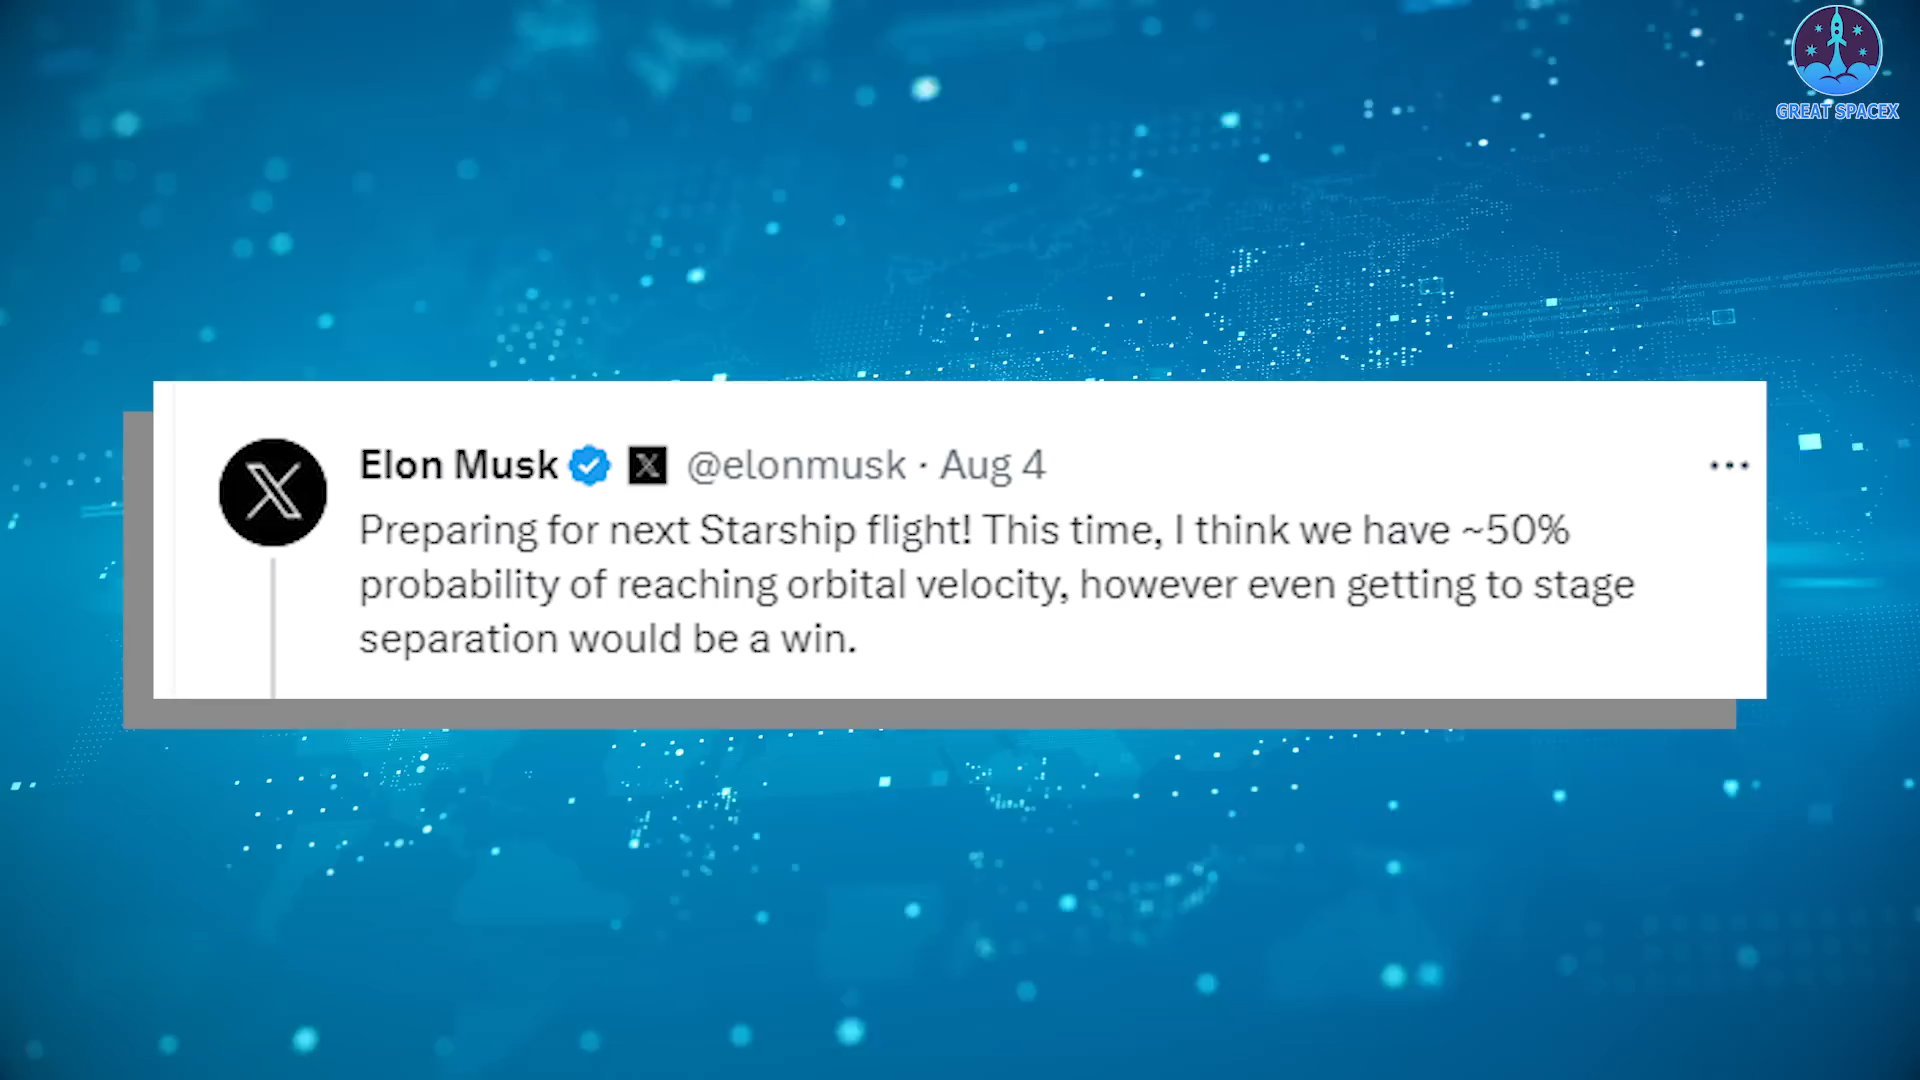 GREAT SPACEX
Elon Musk @elonmusk · Aug 4
Preparing for next Starship flight! This time, I think we have ~50%
probability of reaching orbital velocity, however even getting to stage
separation would be a win.